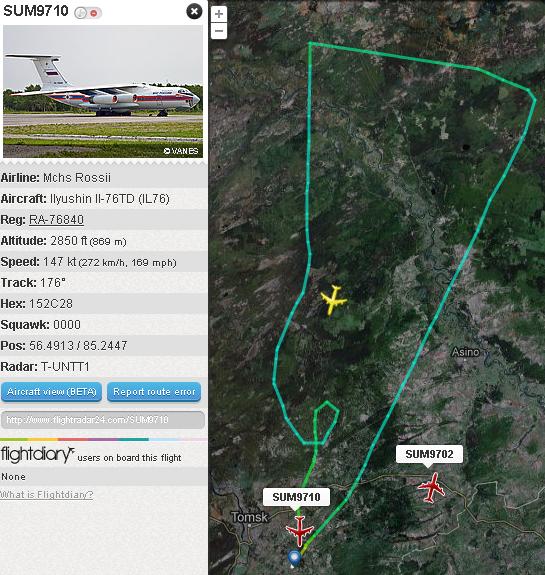 SUM9710
© VANES
Airline: Mchs Rossii
Aircraft: Ilyushin Il-76TD (IL76)
Reg: RA-76840
Altitude: 2850 ft (869 m)
Speed: 147 kt (272 km/h, 169 mph)
Track: 176°
Hex: 152C28
Squawk: 0000
Pos: 56.4913 / 85.2447
Radar: T-UNTT1
Aircraft view (BETA) Report route error
http://www.flightradar24.com/SUM9710
flightdiary users on board this flight
None
What is Flightdiary?
+
−
Asino
SUM9702
SUM9710
Tomsk